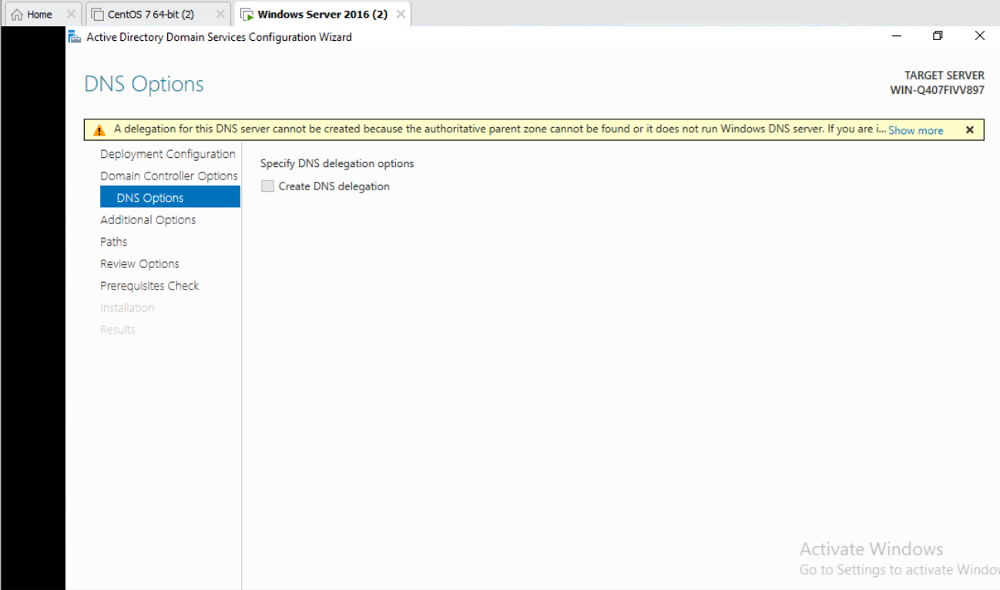 Home
CentOS 7 64-bit (2)
Windows Server 2016 (2)
Active Directory Domain Services Configuration Wizard
DNS Options
TARGET SERVER
WIN-Q407FIVV897
A delegation for this DNS server cannot be created because the authoritative parent zone cannot be found or it does not run Windows DNS server. If you are i... Show more
Deployment Configuration
Domain Controller Options
DNS Options
Additional Options
Paths
Review Options
Prerequisites Check
Installation
Results
Specify DNS delegation options
Create DNS delegation
Activate Windows
Go to Settings to activate Windo